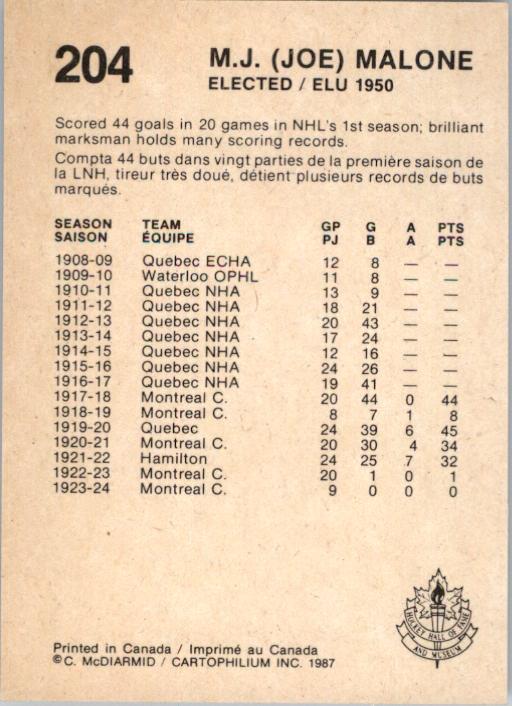 204
M.J. (JOE) MALONE
ELECTED / ELU 1950
Scored 44 goals in 20 games in NHL's 1st season; brilliant
marksman holds many scoring records.
Compta 44 buts dans vingt parties de la première saison de
la LNH, tireur très doué, détient plusieurs records de buts
marqués.
SEASON TEAM GP G A PTS
SAISON ÉQUIPE PJ B A PTS
1908-09 Quebec ECHA 12 8 — —
1909-10 Waterloo OPHL 11 8 — —
1910-11 Quebec NHA 13 9 — —
1911-12 Quebec NHA 18 21 — —
1912-13 Quebec NHA 20 43 — —
1913-14 Quebec NHA 17 24 — —
1914-15 Quebec NHA 12 16 — —
1915-16 Quebec NHA 24 26 — —
1916-17 Quebec NHA 19 41 — —
1917-18 Montreal C. 20 44 0 44
1918-19 Montreal C. 8 7 1 8
1919-20 Quebec 24 39 6 45
1920-21 Montreal C. 20 30 4 34
1921-22 Hamilton 24 25 7 32
1922-23 Montreal C. 20 1 0 1
1923-24 Montreal C. 9 0 0 0
HOCKEY HALL OF FAME
AND MUSEUM
Printed in Canada / Imprimé au Canada
©C. McDIARMID / CARTOPHILIUM INC. 1987